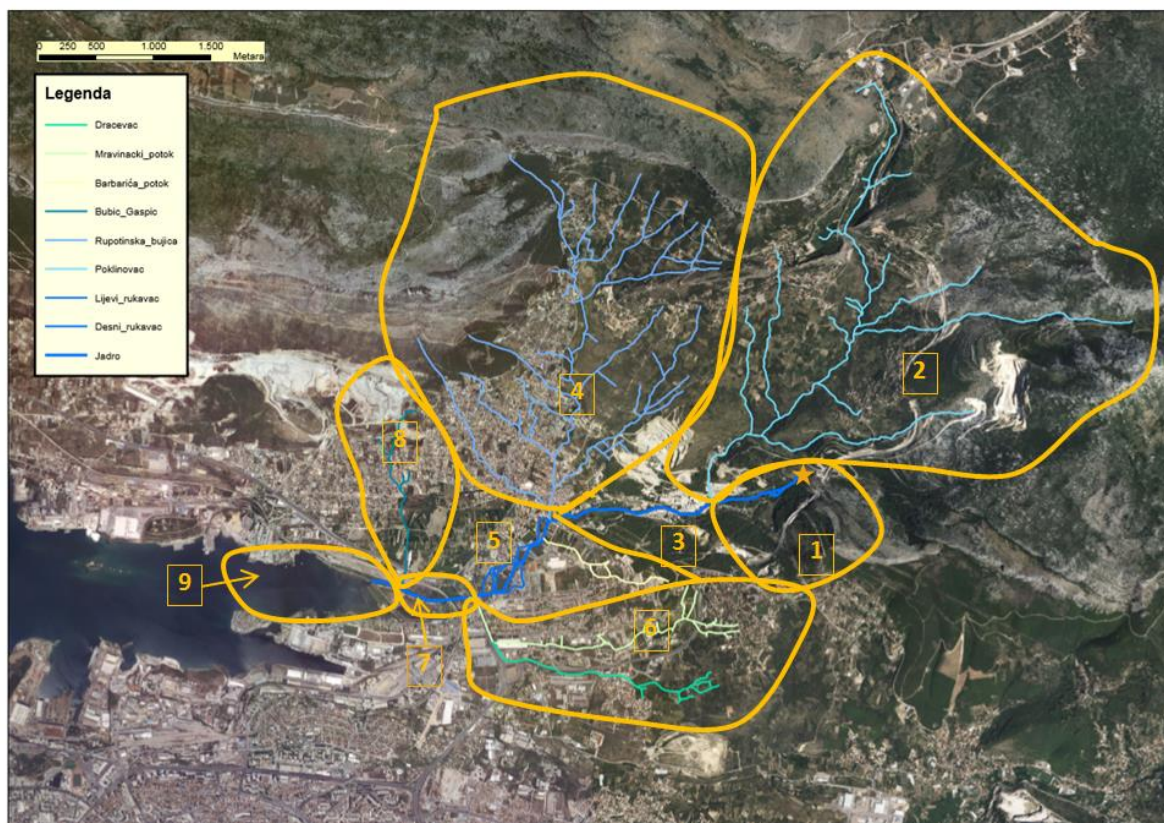 0 250 500 1.000 1.500
Metara
Legenda
Dracevac
Mravinacki_potok
Barbarića_potok
Bubic_Gaspic
Rupotinska_bujica
Poklinovac
Lijevi_rukavac
Desni_rukavac
Jadro
2
4
8
5
3
1
9
6
7